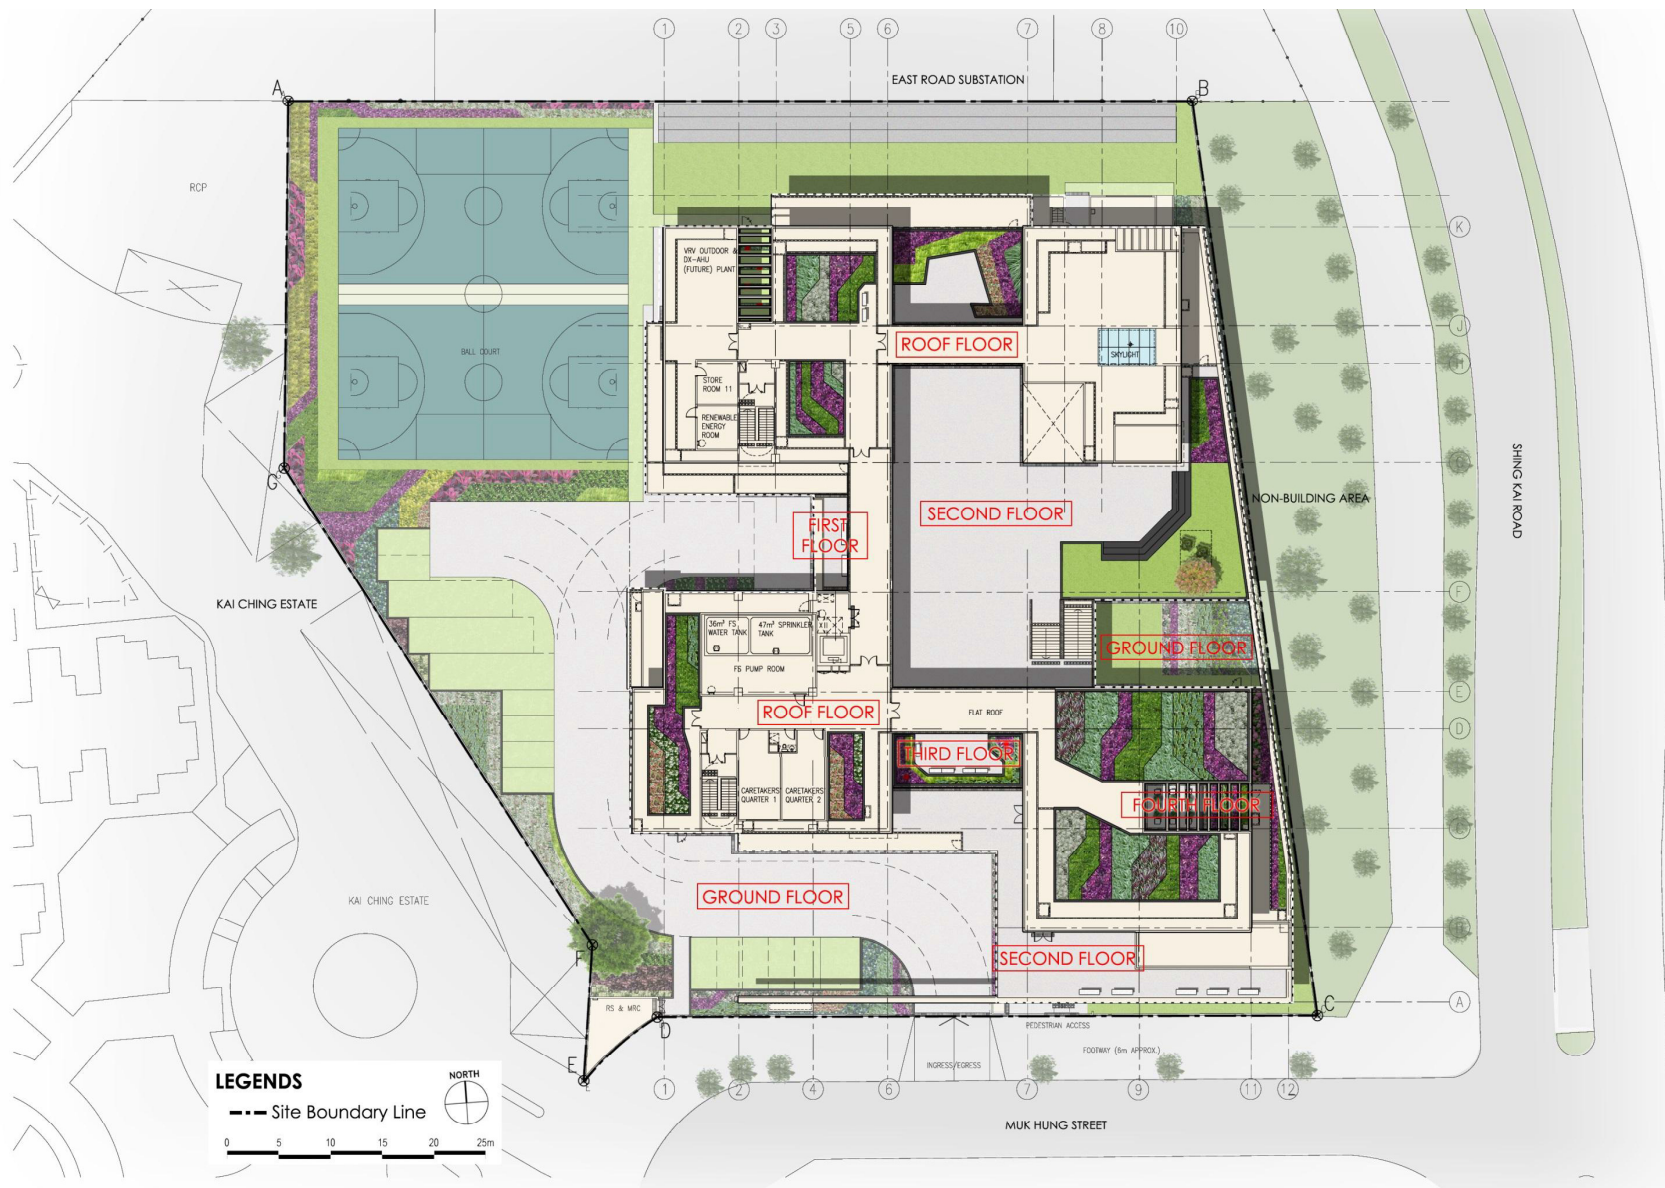 1
2
3
5
6
7
8
10
EAST ROAD SUBSTATION
A
B
RCP
K
VRV OUTDOOR &
DX-AHU
(FUTURE) PLANT
J
ROOF FLOOR
BALL COURT
SKYLIGHT
H
STORE
ROOM 11
RENEWABLE
ENERGY
ROOM
G
G
SHING KAI ROAD
NON-BUILDING AREA
SECOND FLOOR
FIRST
FLOOR
F
KAI CHING ESTATE
36m³ FS
WATER TANK
47m³ SPRINKLER
TANK
GROUND FLOOR
FS PUMP ROOM
E
ROOF FLOOR
FLAT ROOF
D
THIRD FLOOR
CARETAKERS
QUARTER 1
CARETAKERS
QUARTER 2
FOURTH FLOOR
C
KAI CHING ESTATE
GROUND FLOOR
B
F
SECOND FLOOR
RS & MRC
D
A
C
PEDESTRIAN ACCESS
FOOTWAY (6m APPROX.)
INGRESS/EGRESS
E
E
1
2
4
6
7
9
11
12
LEGENDS
NORTH
Site Boundary Line
0 5 10 15 20 25m
MUK HUNG STREET